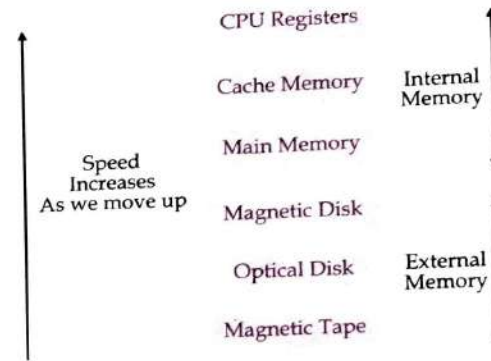 CPU Registers
Cache Memory
Internal
Memory
Main Memory
Speed
Increases
As we move up
Magnetic Disk
Optical Disk
External
Memory
Magnetic Tape